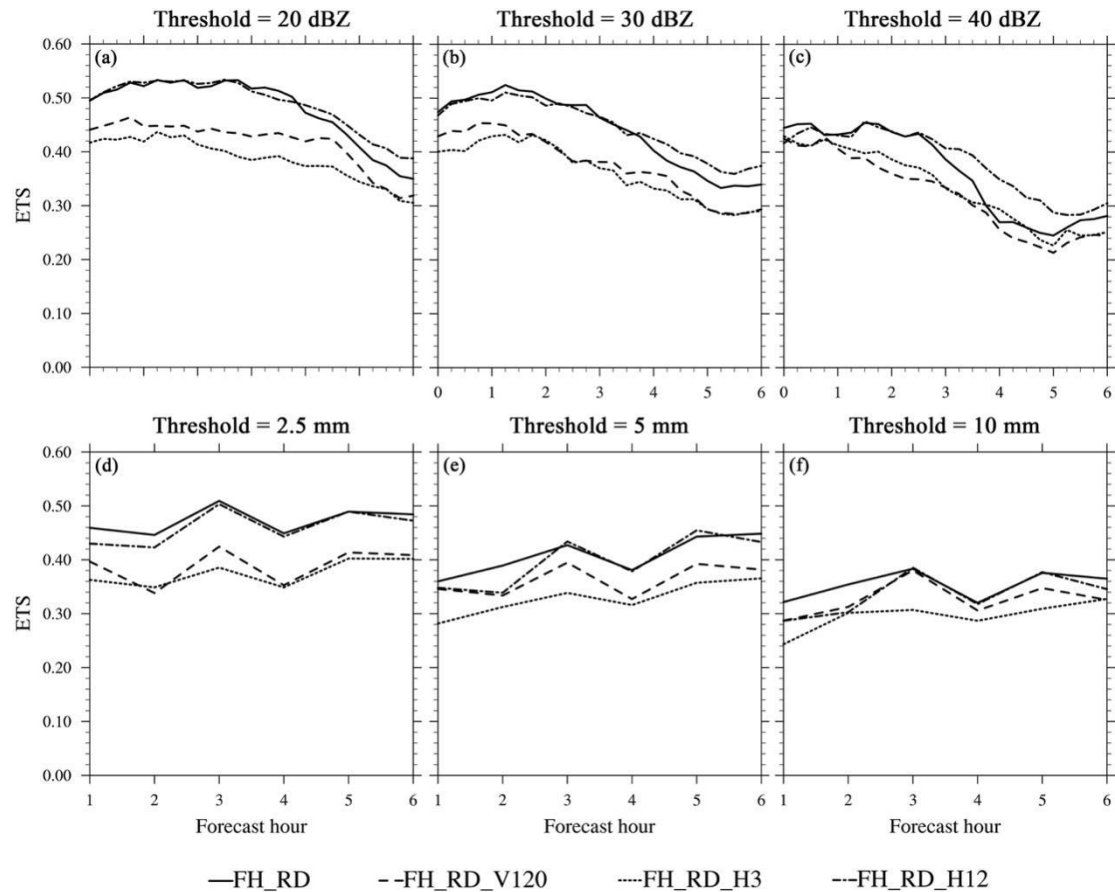 Threshold = 20 dBZ Threshold = 30 dBZ Threshold = 40 dBZ
(a) (b) (c)
0.60
0.50
0.40
0.30
0.20
0.10
0.00
ETS
0 1 2 3 4 5 6 0 1 2 3 4 5 6
Threshold = 2.5 mm Threshold = 5 mm Threshold = 10 mm
(d) (e) (f)
0.60
0.50
0.40
0.30
0.20
0.10
0.00
ETS
1 2 3 4 5 6 1 2 3 4 5 6 1 2 3 4 5 6
Forecast hour Forecast hour Forecast hour
FH_RD FH_RD_V120 FH_RD_H3 FH_RD_H12